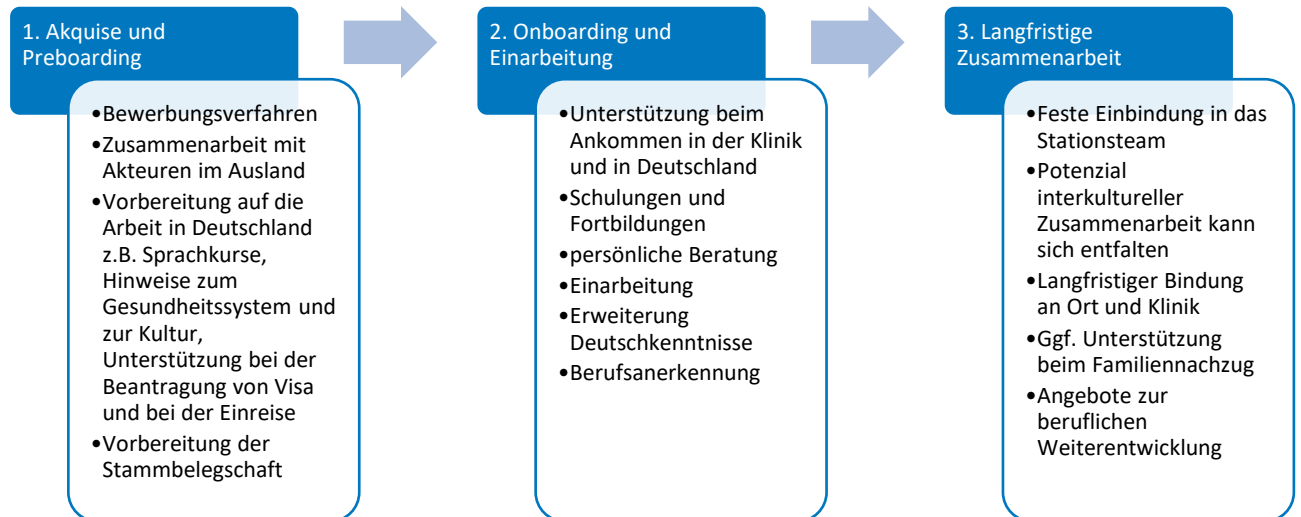 1. Akquise und
Preboarding
•Bewerbungsverfahren
•Zusammenarbeit mit
Akteuren im Ausland
•Vorbereitung auf die
Arbeit in Deutschland
z.B. Sprachkurse,
Hinweise zum
Gesundheitssystem und
zur Kultur,
Unterstützung bei der
Beantragung von Visa
und bei der Einreise
•Vorbereitung der
Stammbelegschaft
2. Onboarding und
Einarbeitung
•Unterstützung beim
Ankommen in der Klinik
und in Deutschland
•Schulungen und
Fortbildungen
•persönliche Beratung
•Einarbeitung
•Erweiterung
Deutschkenntnisse
•Berufsanerkennung
3. Langfristige
Zusammenarbeit
•Feste Einbindung in das
Stationsteam
•Potenzial
interkultureller
Zusammenarbeit kann
sich entfalten
•Langfristiger Bindung
an Ort und Klinik
•Ggf. Unterstützung
beim Familiennachzug
•Angebote zur
beruflichen
Weiterentwicklung